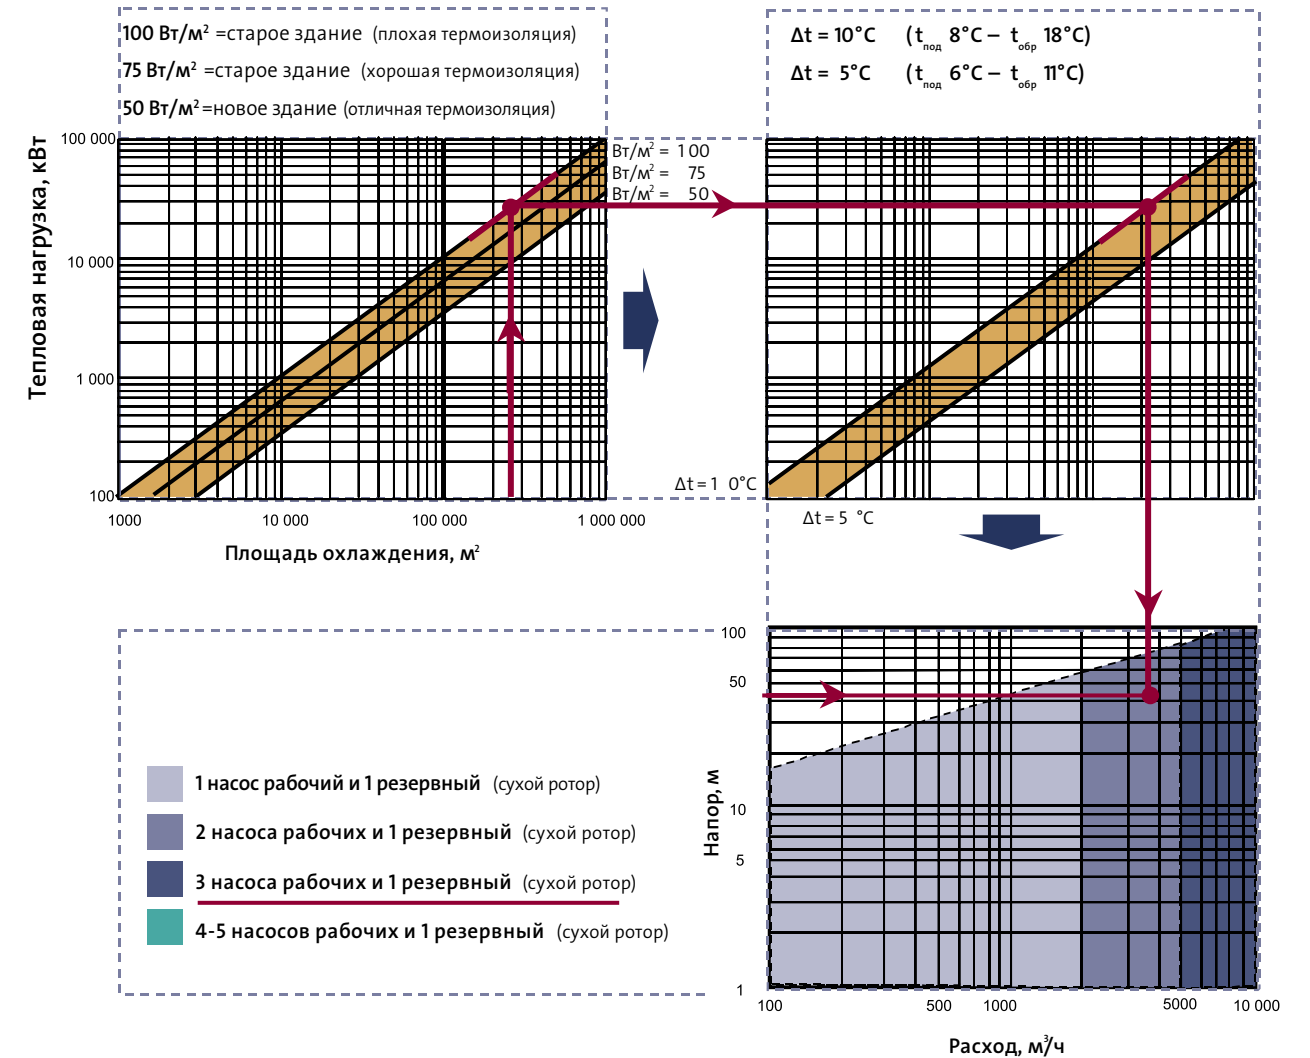 100 Вт/м² =старое здание (плохая термоизоляция)
75 Вт/м² =старое здание (хорошая термоизоляция)
50 Вт/м²=новое здание (отличная термоизоляция)
Δt = 10°C (tпод 8°C – tобр 18°C)
Δt = 5°C (tпод 6°C – tобр 11°C)
Тепловая нагрузка, кВт
100 000
10 000
1 000
100
1000
10 000
100 000
1 000 000
Площадь охлаждения, м²
Вт/м² = 100
Вт/м² = 75
Вт/м² = 50
Δt = 1 0°C
Δt = 5 °C
1 насос рабочий и 1 резервный (сухой ротор)
2 насоса рабочих и 1 резервный (сухой ротор)
3 насоса рабочих и 1 резервный (сухой ротор)
4-5 насосов рабочих и 1 резервный (сухой ротор)
Напор, м
100
50
10
5
1
100
500
1000
5000
10 000
Расход, м³/ч